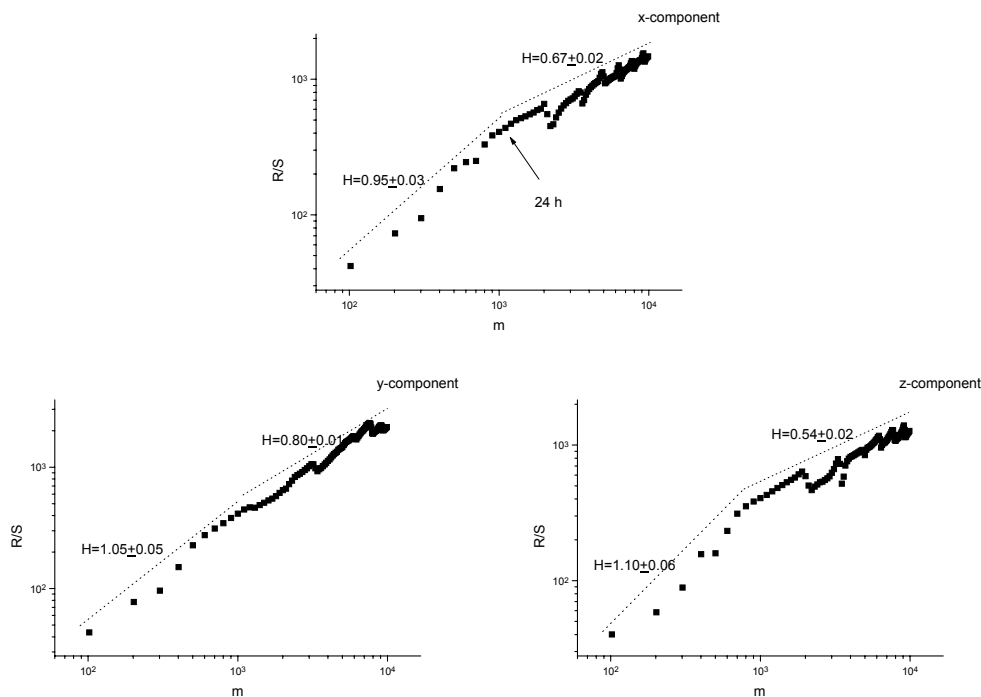 x-component
H=0.67±0.02
10³
R/S
H=0.95±0.03
24 h
10²
10² 10³ 10⁴
m
y-component
H=0.80±0.01
10³
R/S
H=1.05±0.05
10²
10² 10³ 10⁴
m
z-component
H=0.54±0.02
10³
R/S
H=1.10±0.06
10²
10² 10³ 10⁴
m